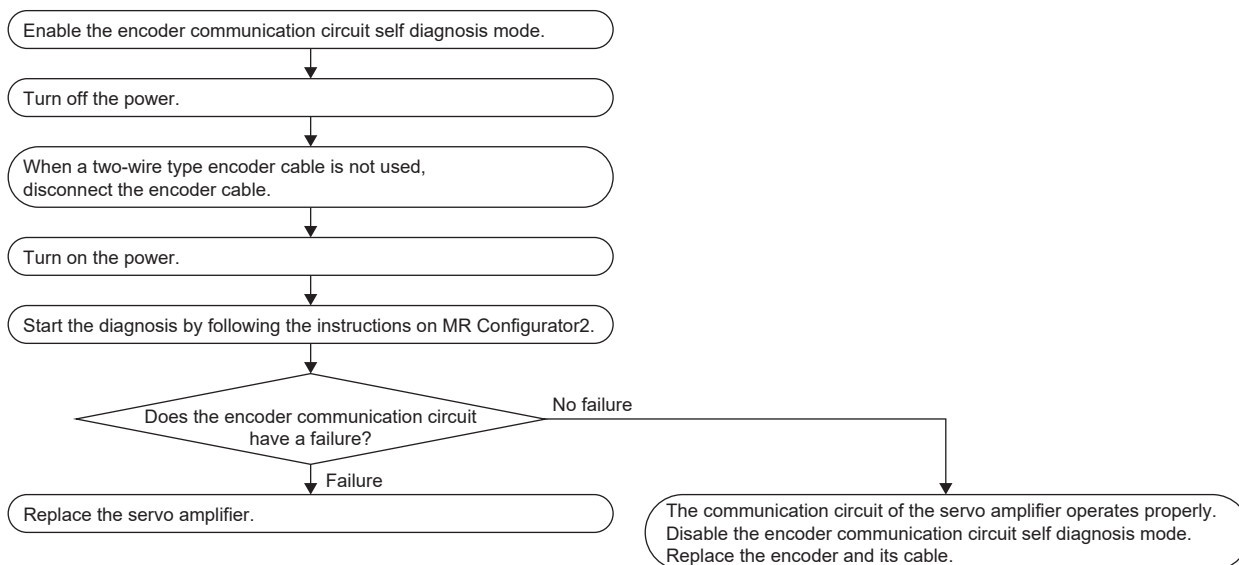 Enable the encoder communication circuit self diagnosis mode.
Turn off the power.
When a two-wire type encoder cable is not used,
disconnect the encoder cable.
Turn on the power.
Start the diagnosis by following the instructions on MR Configurator2.
Does the encoder communication circuit
have a failure?
No failure
Failure
Replace the servo amplifier.
The communication circuit of the servo amplifier operates properly.
Disable the encoder communication circuit self diagnosis mode.
Replace the encoder and its cable.